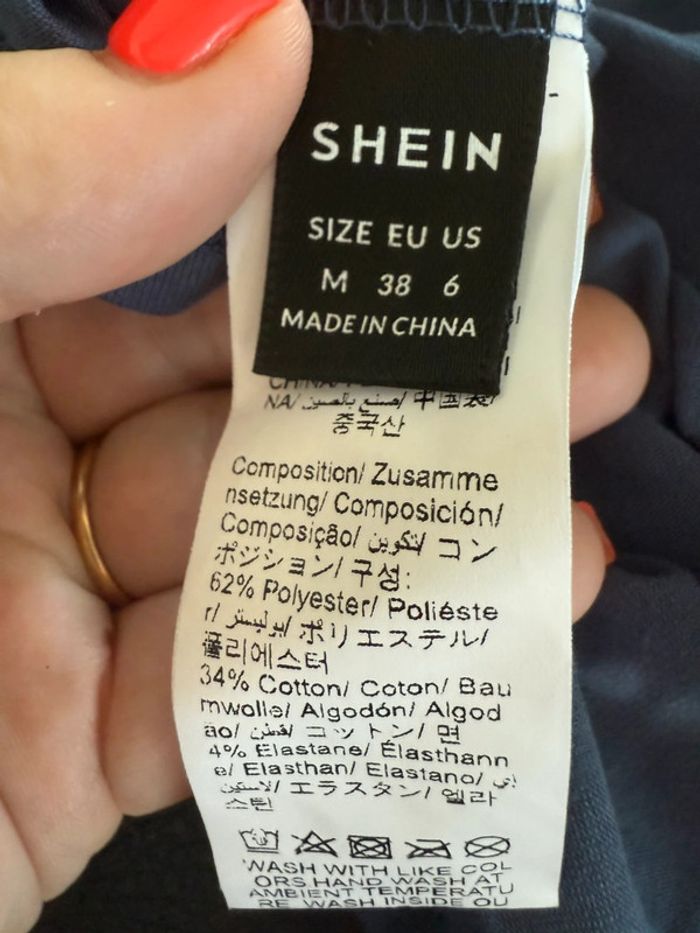 SHEIN
SIZE EU US
M 38 6
MADE IN CHINA
NA/ صنع بالصين/ 中国製/
중국산
Composition/ Zusamme
nsetzung/ Composición/
Composição/ التكوين/ コン
ポジション/ 구성:
62% Polyester/ Poliéste
r/ بوليستر/ ポリエステル/
폴리에스터
34% Cotton/ Coton/ Bau
mwolle/ Algodón/ Algod
ão/ قطن/ コットン/ 면
4% Elastane/ Élasthann
e/ Elasthan/ Elastano/
لاستين/ エラスタン/ 엘라
스틴
WASH WITH LIKE COL
ORS HAND WASH AT
AMBIENT TEMPERATU
RE WASH INSIDE OU